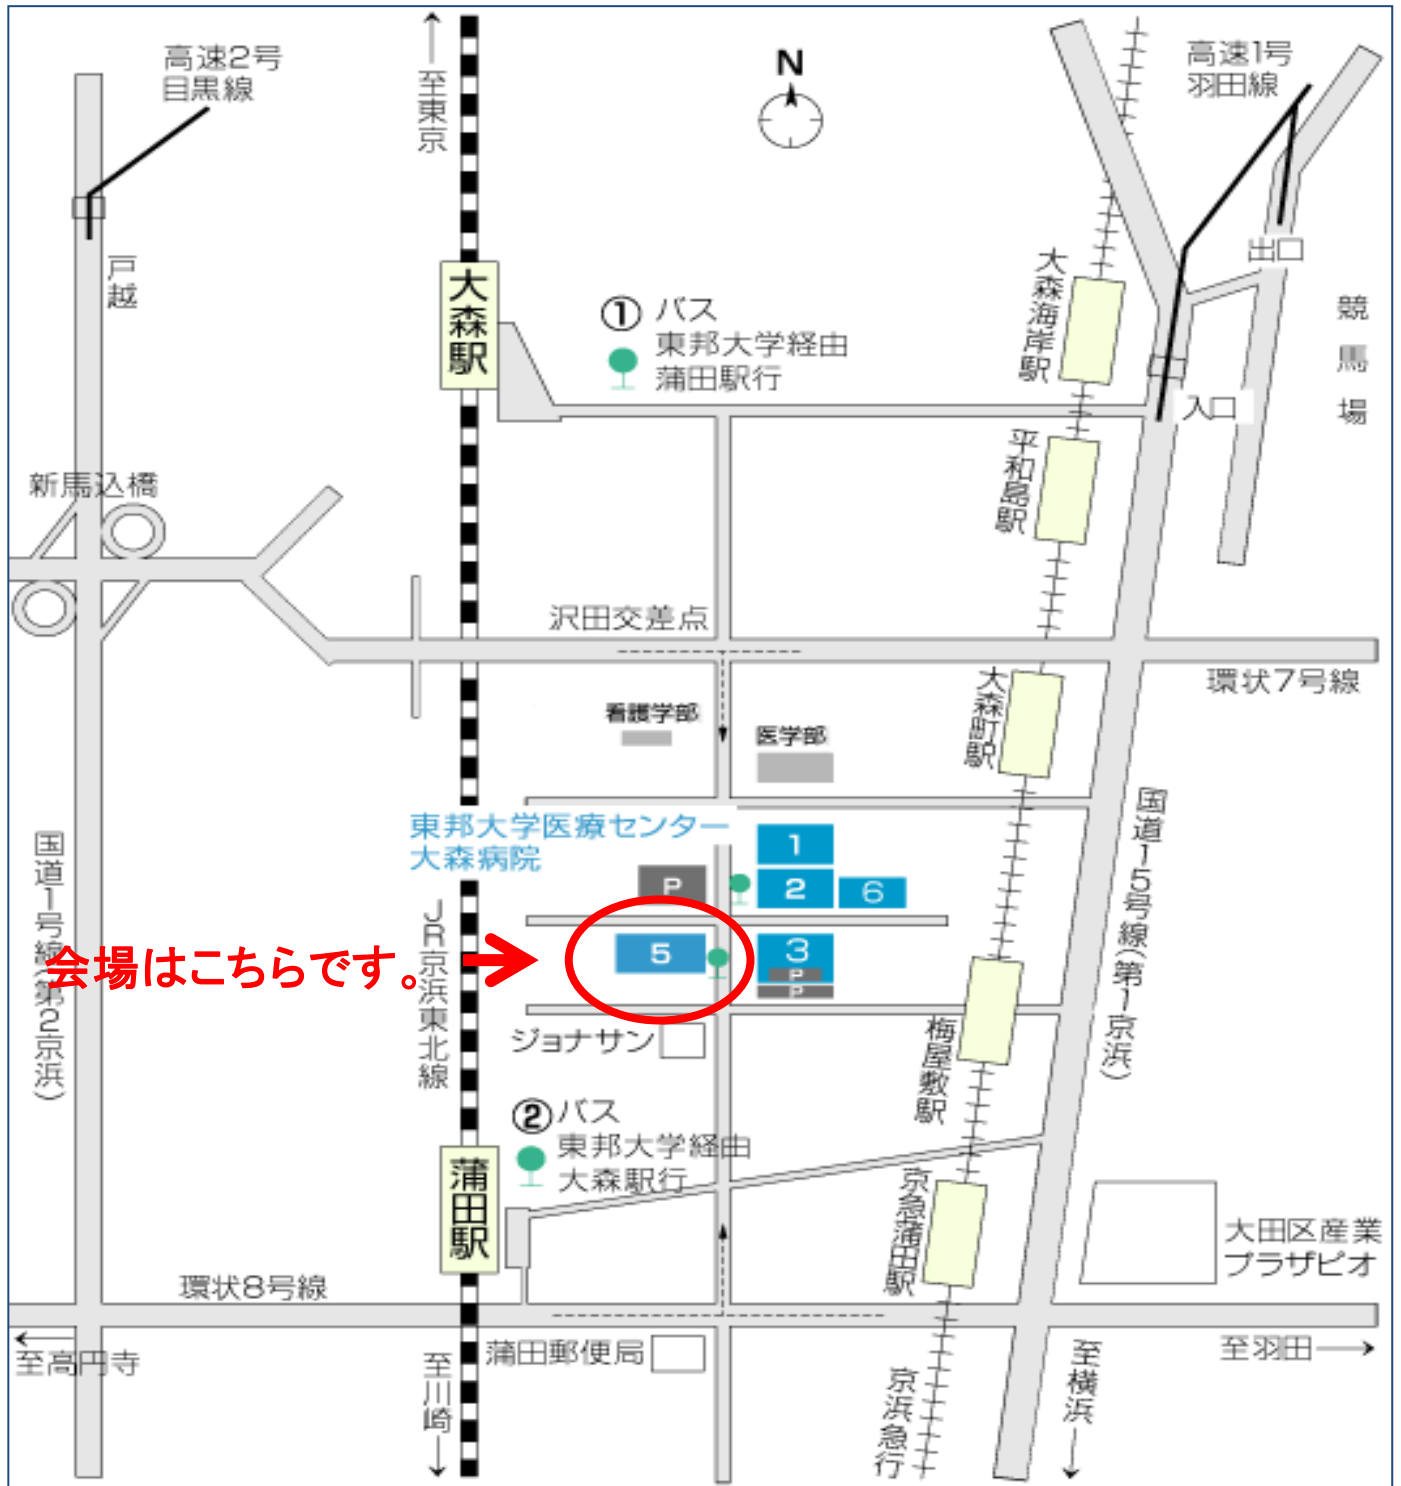 高速2号
目黒線
至東京
N
高速1号
羽田線
戸越
大森駅
① バス
東邦大学経由
蒲田駅行
大森海岸駅
出口
競馬場
入口
平和島駅
新馬込橋
沢田交差点
環状7号線
看護学部
医学部
大森町駅
東邦大学医療センター
大森病院
1
P
2
6
国道1号線(第2京浜)
JR京浜東北線
国道15号線(第1京浜)
会場はこちらです。
5
3
P
P
ジョナサン
梅屋敷駅
②バス
東邦大学経由
大森駅行
蒲田駅
京急蒲田駅
大田区産業
プラザピオ
環状8号線
至高円寺
至川崎
蒲田郵便局
京浜急行
至横浜
至羽田